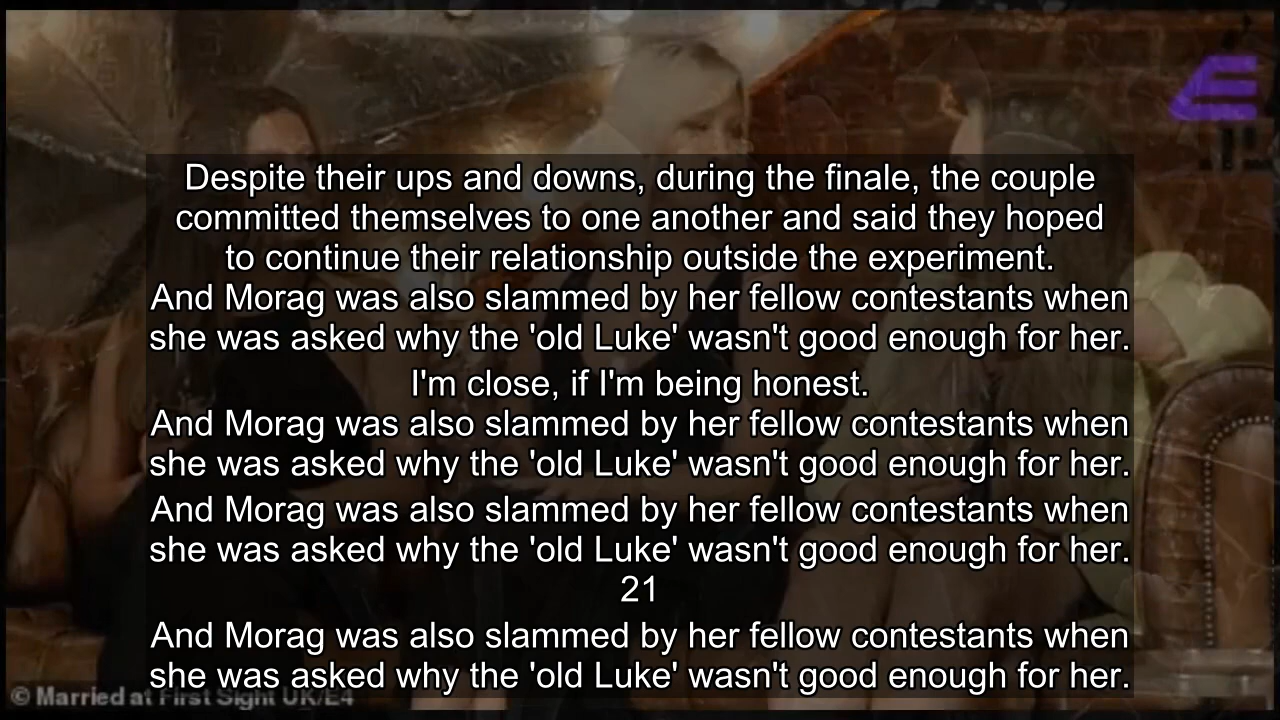 Despite their ups and downs, during the finale, the couple
committed themselves to one another and said they hoped
to continue their relationship outside the experiment.
And Morag was also slammed by her fellow contestants when
she was asked why the 'old Luke' wasn't good enough for her.
I'm close, if I'm being honest.
And Morag was also slammed by her fellow contestants when
she was asked why the 'old Luke' wasn't good enough for her.
And Morag was also slammed by her fellow contestants when
she was asked why the 'old Luke' wasn't good enough for her.
21
And Morag was also slammed by her fellow contestants when
she was asked why the 'old Luke' wasn't good enough for her.
© Married at First Sight UK/E4